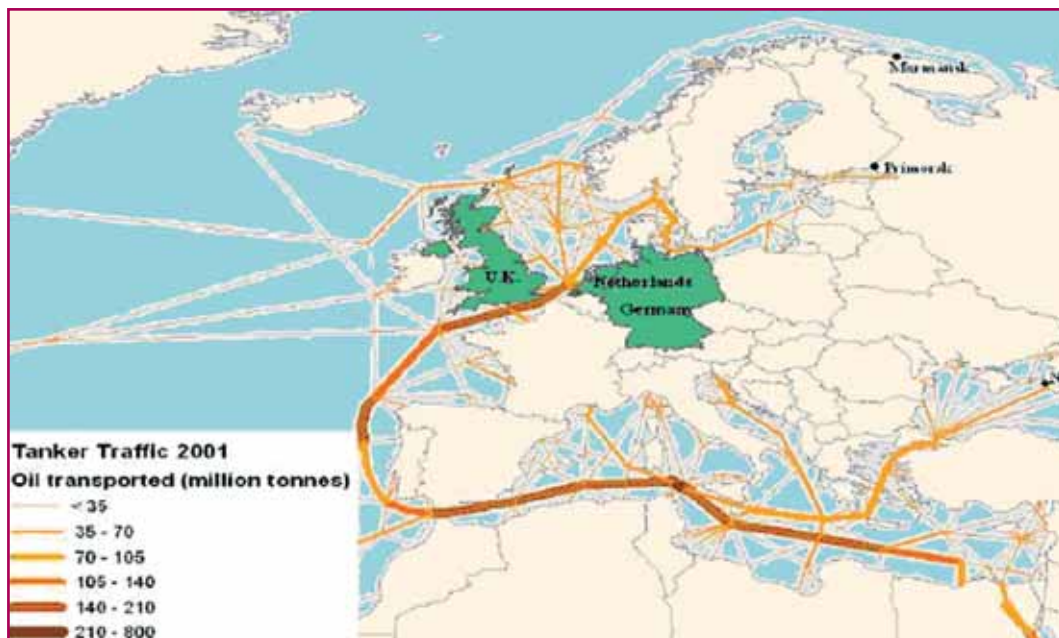 Murmansk
Primorsk
U.K.
Netherlands
Germany
Tanker Traffic 2001
Oil transported (million tonnes)
< 35
35 - 70
70 - 105
105 - 140
140 - 210
210 - 800